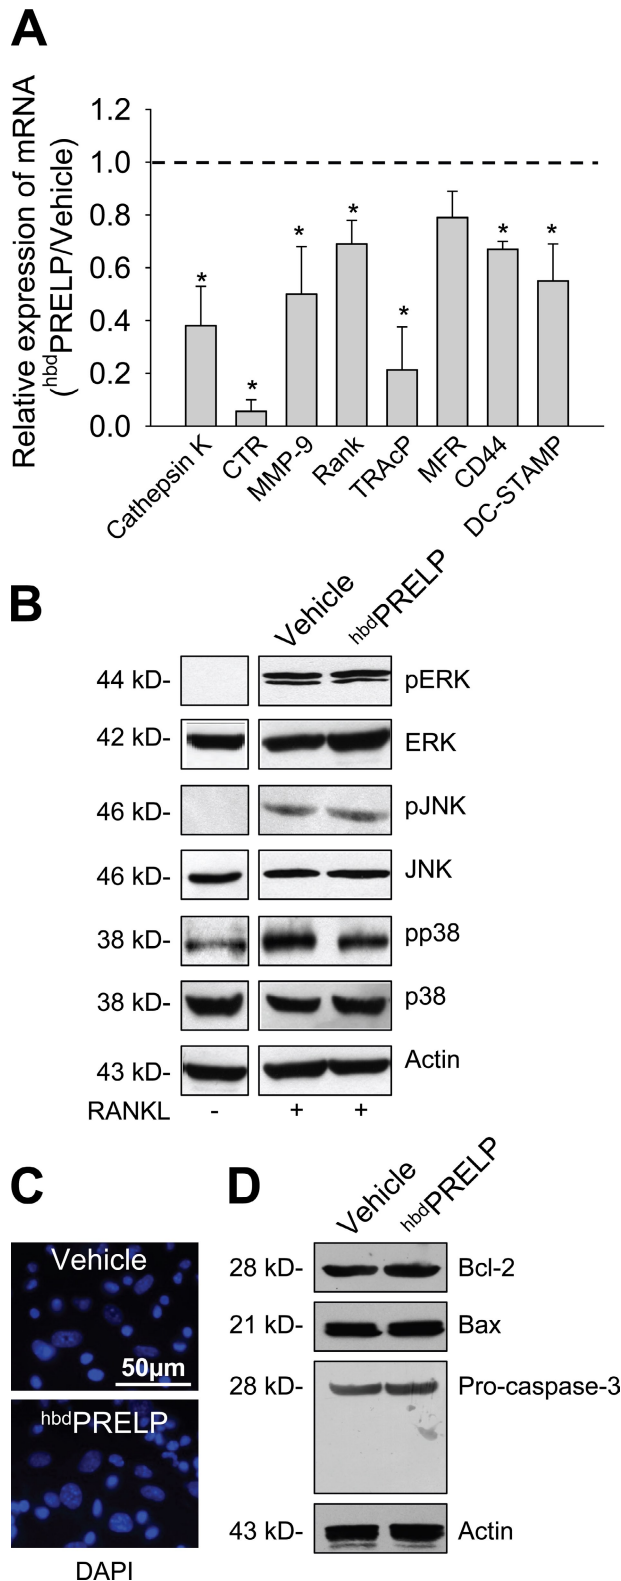 A
Relative expression of mRNA
(hbdPRELP/Vehicle)
1.2
1.0
0.8
0.6
0.4
0.2
0.0
*
*
*
*
*
*
*
Cathepsin K
CTR
MMP-9
Rank
TRAcP
MFR
CD44
DC-STAMP
B
Vehicle
hbdPRELP
44 kD- pERK
42 kD- ERK
46 kD- pJNK
46 kD- JNK
38 kD- pp38
38 kD- p38
43 kD- Actin
RANKL - + +
C
Vehicle
50µm
hbdPRELP
DAPI
D
Vehicle
hbdPRELP
28 kD- Bcl-2
21 kD- Bax
28 kD- Pro-caspase-3
43 kD- Actin